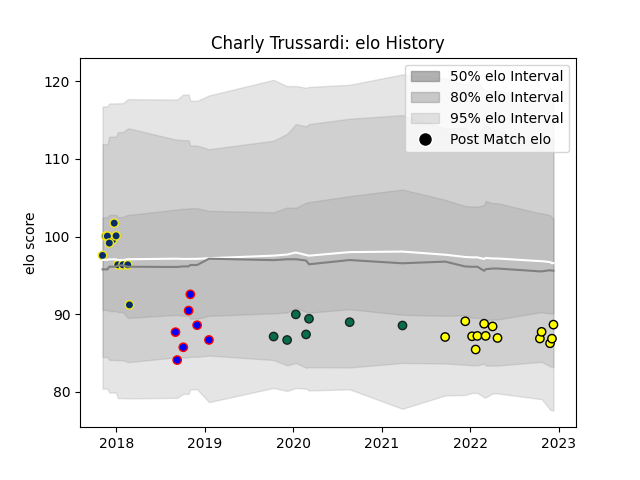 Charly Trussardi: elo History
50% elo Interval
80% elo Interval
95% elo Interval
Post Match elo
elo score
120
110
100
90
80
2018 2019 2020 2021 2022 2023